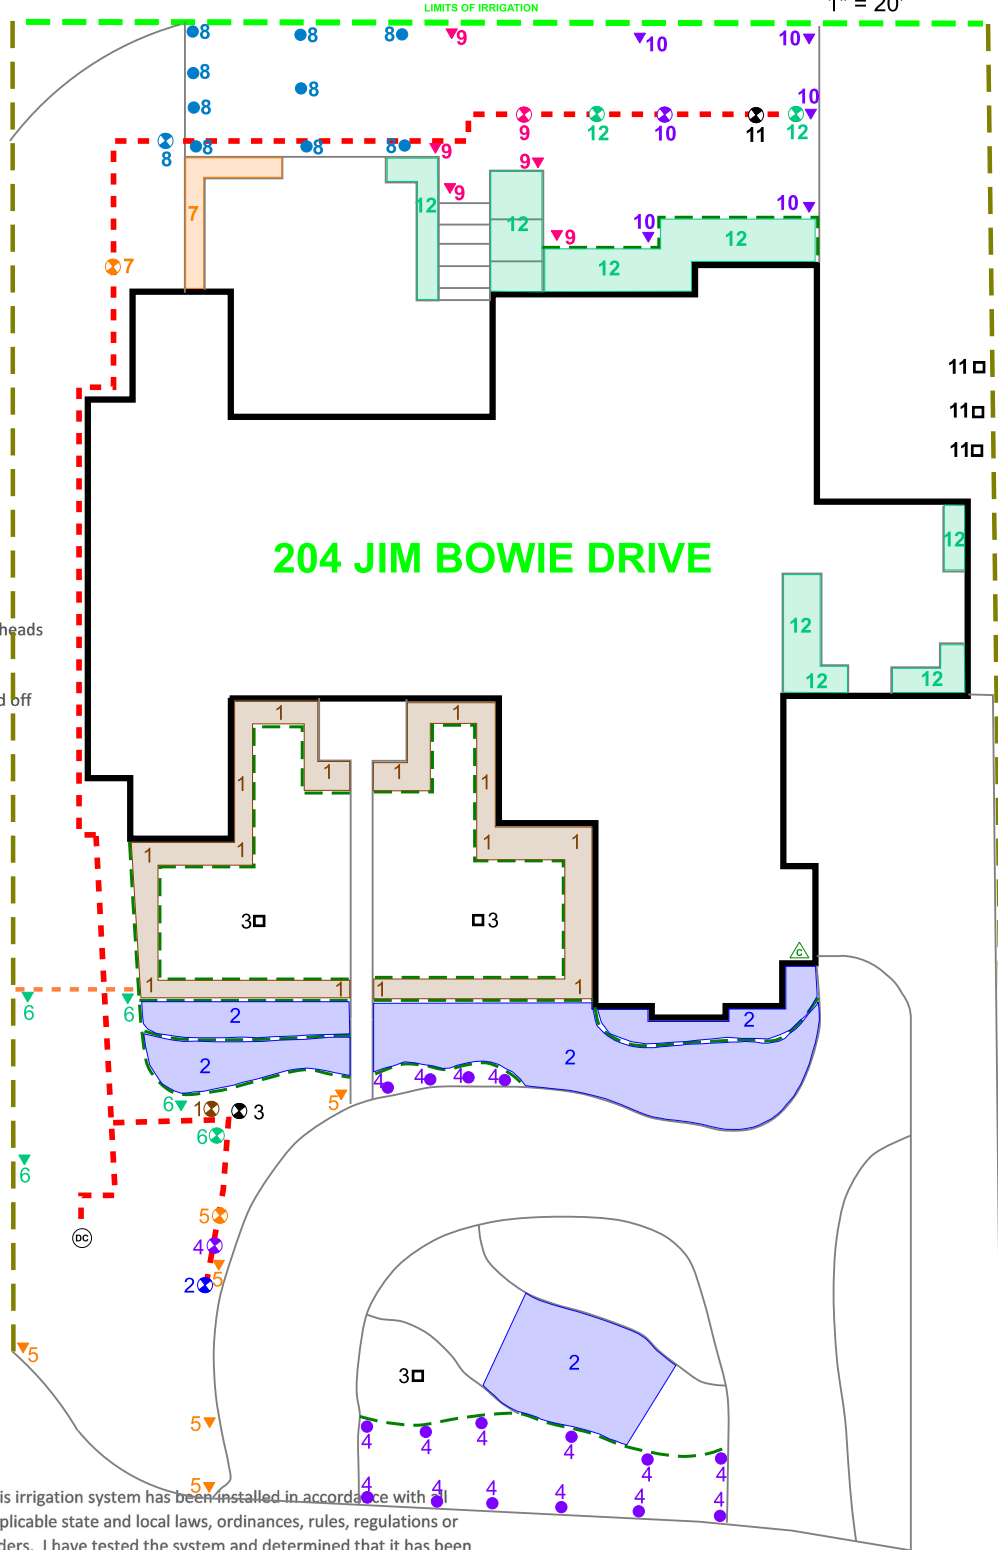 1" = 20'
LIMITS OF IRRIGATION
8 8 8 9 10 10
8
8
8 10
9 12 10 11 12
8 8 8 8 9
9
7 12 9 12 10 10
9 12
12
7
11
11
11
204 JIM BOWIE DRIVE
12
heads
12
12 12
d off
1 1
1 1
1 1
1 1 1 1
3 3
C
1 1 1 1
6 6
2 2
2 2
4 4 4 4
5
6 1 3
6
6
5
DC
4
5
2
5
2
3
5
4 4 4 4 4 4
5
4 4 4 4 4 4
is irrigation system has been installed in accordance with all
plicable state and local laws, ordinances, rules, regulations or
ders. I have tested the system and determined that it has been